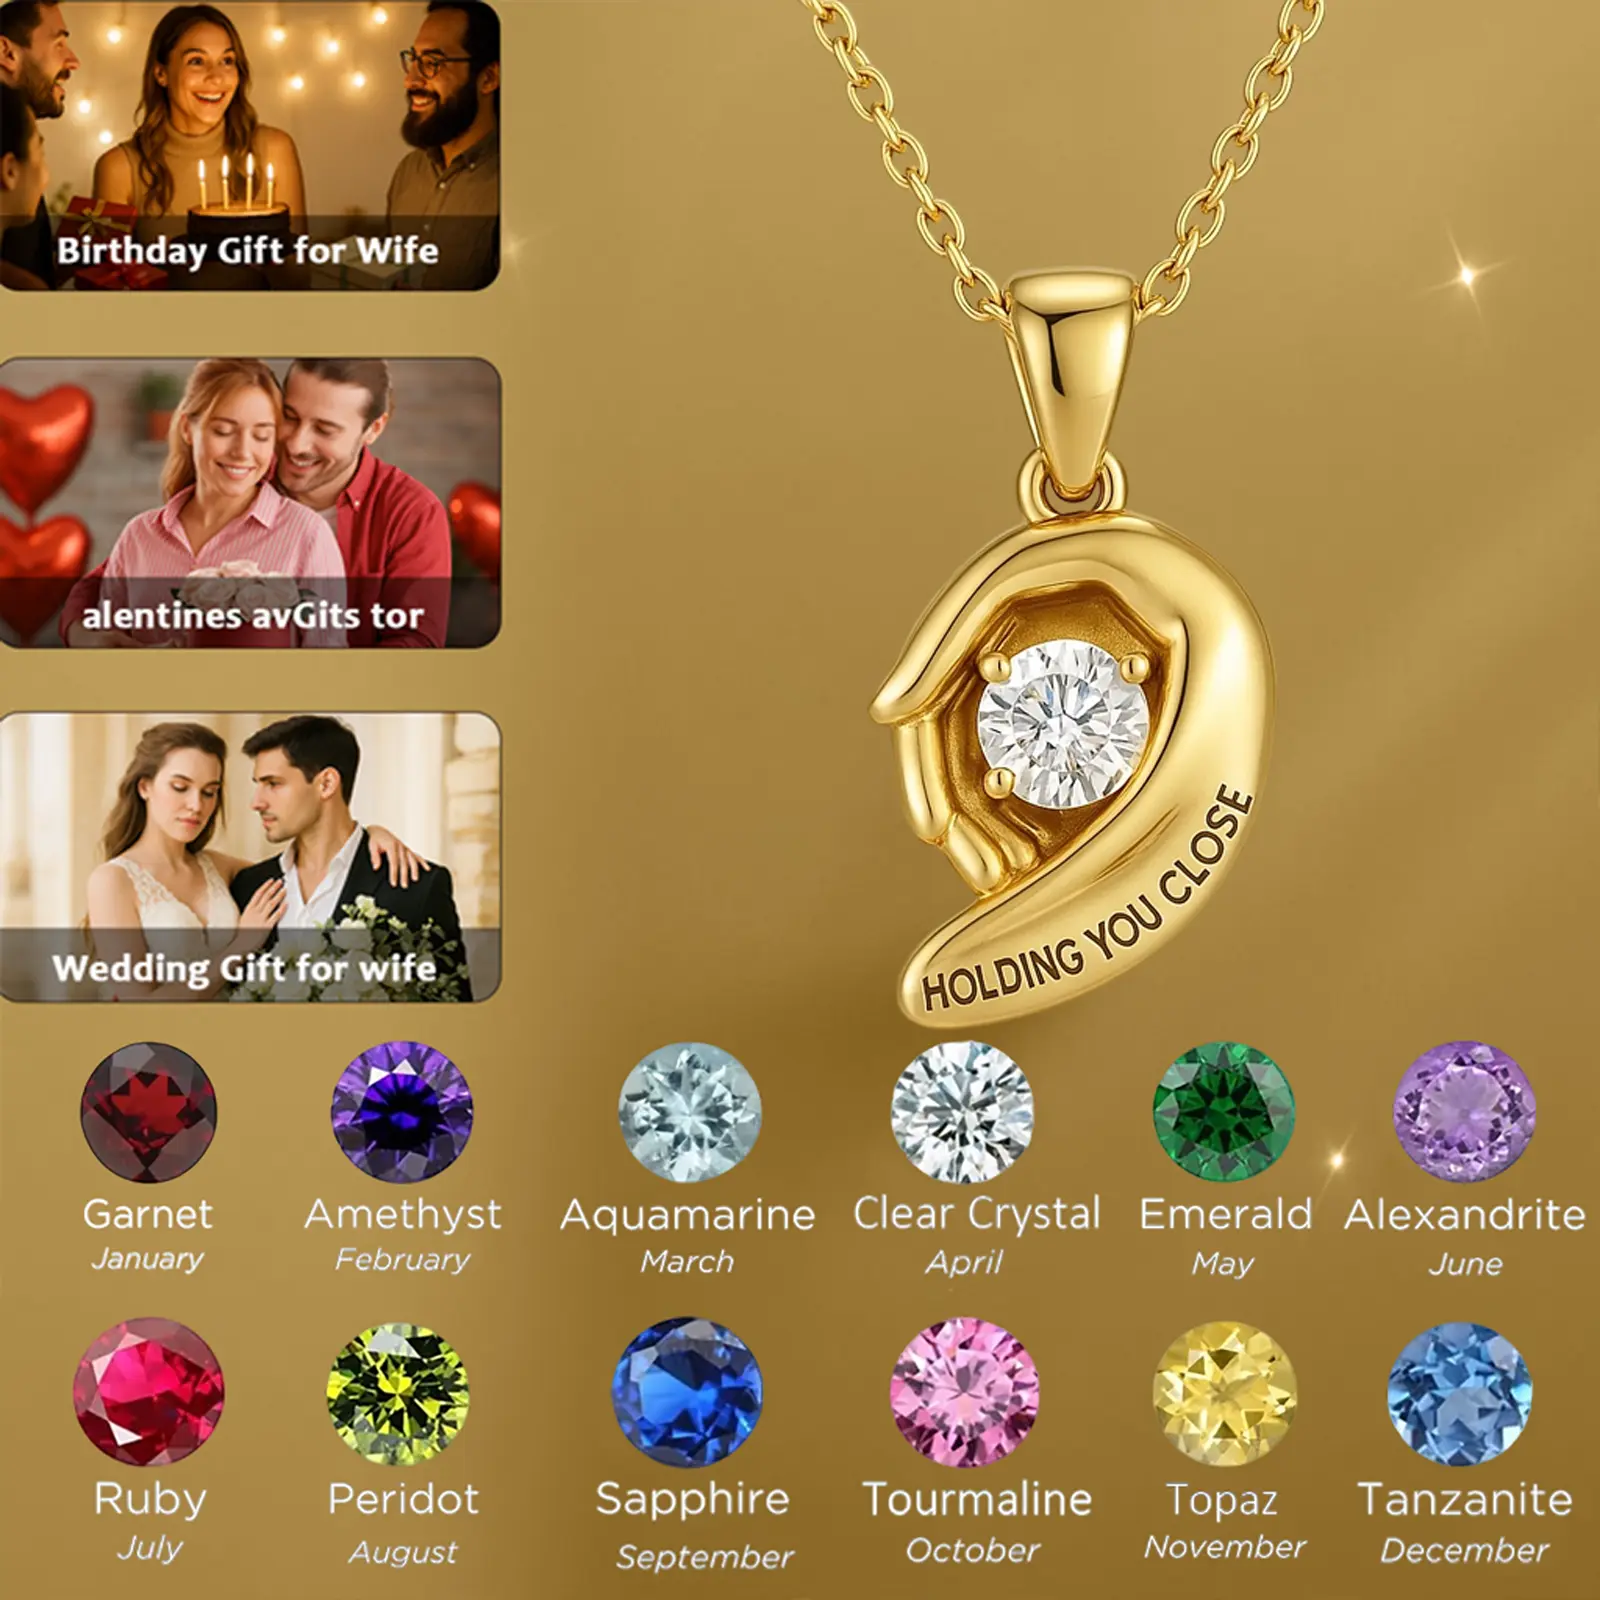 Birthday Gift for Wife
alentines avGits tor
Wedding Gift for wife
HOLDING YOU CLOSE
Garnet
January
Amethyst
February
Aquamarine
March
Clear Crystal
April
Emerald
May
Alexandrite
June
Ruby
July
Peridot
August
Sapphire
September
Tourmaline
October
Topaz
November
Tanzanite
December